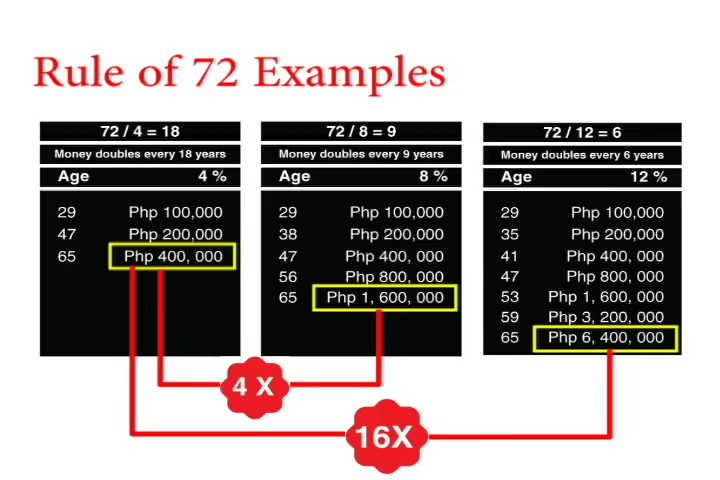 Rule of 72 Examples
72 / 4 = 18
Money doubles every 18 years
Age 4 %
29 Php 100,000
47 Php 200,000
65 Php 400, 000
72 / 8 = 9
Money doubles every 9 years
Age 8 %
29 Php 100,000
38 Php 200,000
47 Php 400, 000
56 Php 800, 000
65 Php 1, 600, 000
72 / 12 = 6
Money doubles every 6 years
Age 12 %
29 Php 100,000
35 Php 200,000
41 Php 400, 000
47 Php 800, 000
53 Php 1, 600, 000
59 Php 3, 200, 000
65 Php 6, 400, 000
4 X
16X